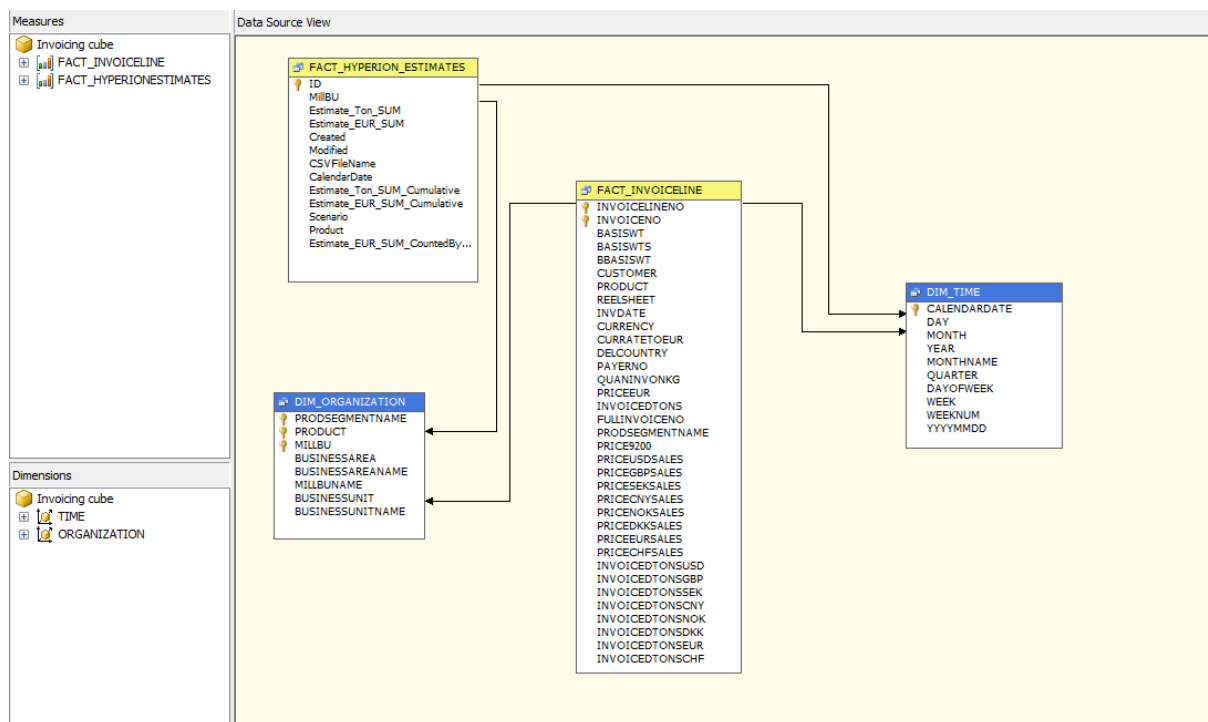 Measures
Invoicing cube
FACT_INVOICELINE
FACT_HYPERIONESTIMATES
Dimensions
Invoicing cube
TIME
ORGANIZATION
Data Source View
FACT_HYPERION_ESTIMATES
ID
MillBU
Estimate_Ton_SUM
Estimate_EUR_SUM
Created
Modified
CSVFileName
CalendarDate
Estimate_Ton_SUM_Cumulative
Estimate_EUR_SUM_Cumulative
Scenario
Product
Estimate_EUR_SUM_CountedBy...
DIM_ORGANIZATION
PRODSEGMENTNAME
PRODUCT
MILLBU
BUSINESSAREA
BUSINESSAREANAME
MILLBUNAME
BUSINESSUNIT
BUSINESSUNITNAME
FACT_INVOICELINE
INVOICELINENO
INVOICENO
BASISWT
BASISWTS
BBASISWT
CUSTOMER
PRODUCT
REELSHEET
INVDATE
CURRENCY
CURRATETOEUR
DELCOUNTRY
PAYERNO
QUANINVONKG
PRICEEUR
INVOICEDTONS
FULLINVOICENO
PRODSEGMENTNAME
PRICE9200
PRICEUSDSALES
PRICEGBPSALES
PRICESEKSALES
PRICECNYSALES
PRICENOKSALES
PRICEDKKSALES
PRICEEURSALES
PRICECHFSALES
INVOICEDTONSUSD
INVOICEDTONSGBP
INVOICEDTONSSEK
INVOICEDTONSCNY
INVOICEDTONSNOK
INVOICEDTONSDKK
INVOICEDTONSEUR
INVOICEDTONSCHF
DIM_TIME
CALENDARDATE
DAY
MONTH
YEAR
MONTHNAME
QUARTER
DAYOFWEEK
WEEK
WEEKNUM
YYYYMMDD